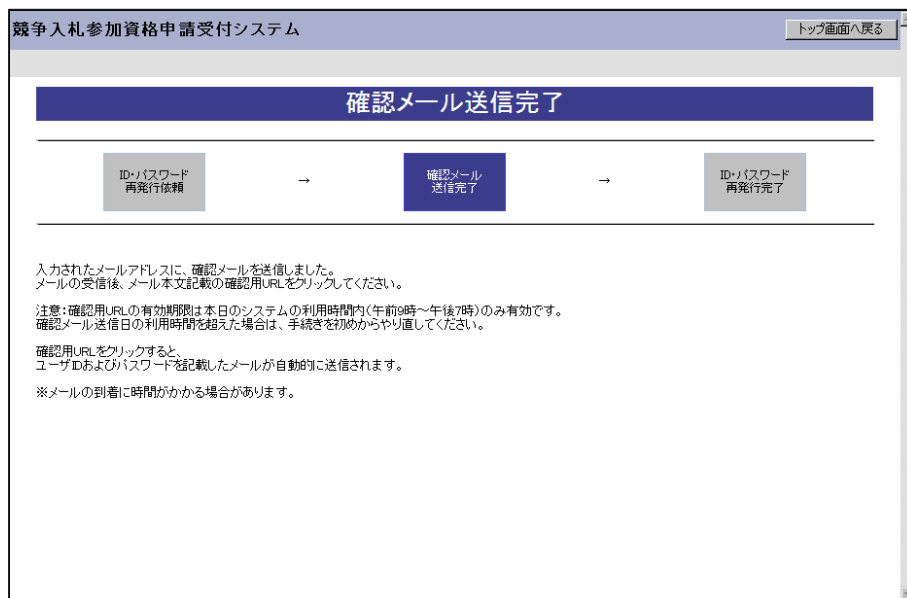 競争入札参加資格申請受付システム
トップ画面へ戻る
確認メール送信完了
ID・パスワード
再発行依頼
→
確認メール
送信完了
→
ID・パスワード
再発行完了
入力されたメールアドレスに、確認メールを送信しました。
メールの受信後、メール本文記載の確認用URLをクリックしてください。
注意：確認用URLの有効期限は本日のシステムの利用時間内（午前9時～午後7時）のみ有効です。
確認メール送信日の利用時間を超えた場合は、手続きを初めからやり直してください。
確認用URLをクリックすると、
ユーザIDおよびパスワードを記載したメールが自動的に送信されます。
※メールの到着に時間がかかる場合があります。